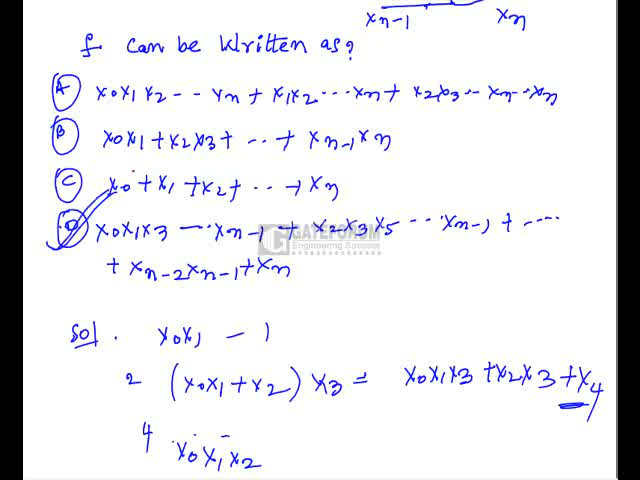 xn-1 xn
f can be written as?
A x0x1x2 -- xn + x1x2 ... xn + x2x3 -- xn ... xn
B x0x1 + x2x3 + ... + xn-1xn
C x0 + x1 + x2 + ... + xn
D x0x1x3 --- xn-1 + x2x3x5 ... xn-1 + ....
+ xn-2xn-1 + xn
GATEFORUM
Engineering Success
Sol. x0x1 - 1
2 (x0x1 + x2) x3 = x0x1x3 + x2x3 + x4
4 x0x1x2